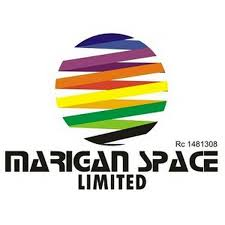 Rc 1481308
MARIGAN SPACE
LIMITED